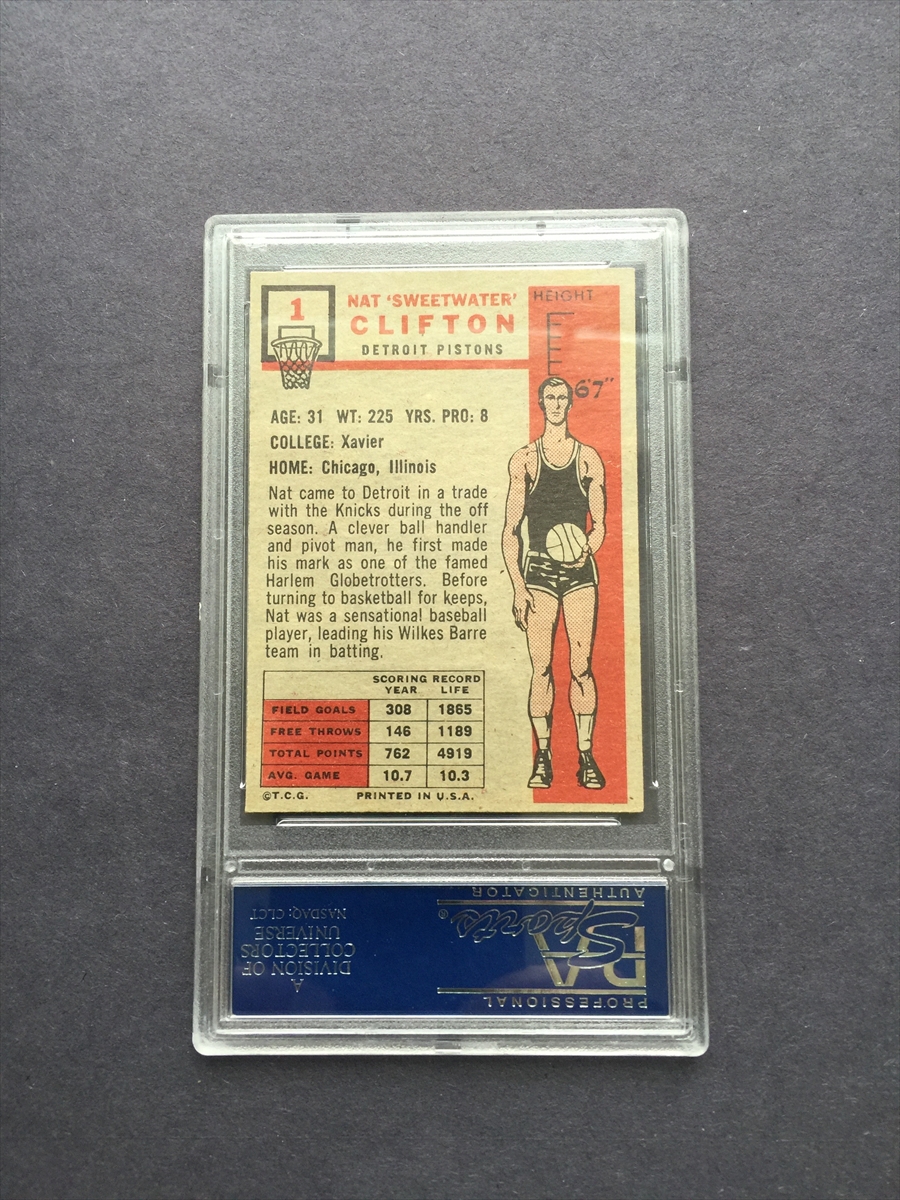 1
NAT 'SWEETWATER'
CLIFTON
DETROIT PISTONS
HEIGHT
6'7"
AGE: 31 WT: 225 YRS. PRO: 8
COLLEGE: Xavier
HOME: Chicago, Illinois
Nat came to Detroit in a trade
with the Knicks during the off
season. A clever ball handler
and pivot man, he first made
his mark as one of the famed
Harlem Globetrotters. Before
turning to basketball for keeps,
Nat was a sensational baseball
player, leading his Wilkes Barre
team in batting.
SCORING RECORD
YEAR LIFE
FIELD GOALS 308 1865
FREE THROWS 146 1189
TOTAL POINTS 762 4919
AVG. GAME 10.7 10.3
©T.C.G. PRINTED IN U.S.A.
PROFESSIONAL
PSA
Sports®
AUTHENTICATOR
A
DIVISION OF
COLLECTORS
UNIVERSE
NASDAQ: CLCT